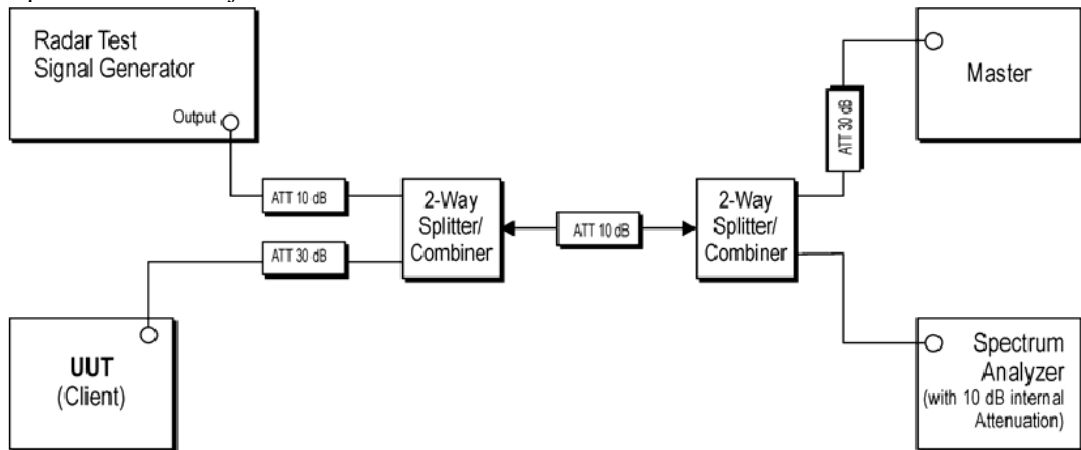 Radar Test
Signal Generator
Output
ATT 10 dB
ATT 30 dB
2-Way
Splitter/
Combiner
ATT 10 dB
2-Way
Splitter/
Combiner
ATT 30 dB
Master
UUT
(Client)
Spectrum
Analyzer
(with 10 dB internal
Attenuation)